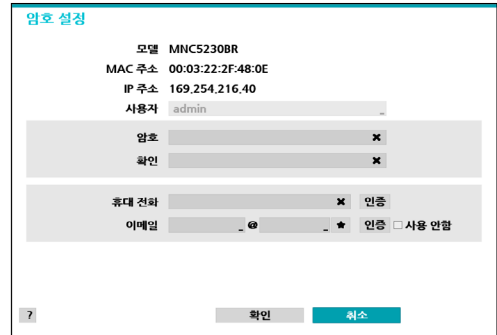 암호 설정
모델 MNC5230BR
MAC 주소 00:03:22:2F:48:0E
IP 주소 169.254.216.40
사용자 admin
암호
확인
휴대 전화 인증
이메일 @ 인증 사용 안함
? 확인 취소